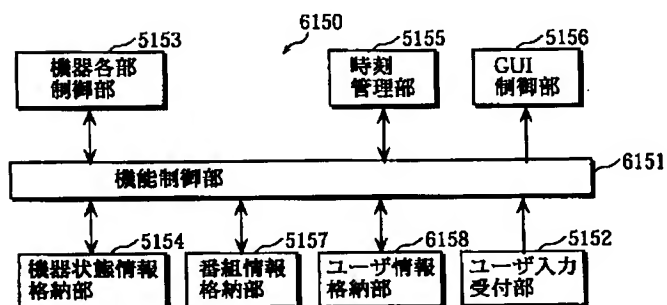 6150
5153
機器各部
制御部
5155
時刻
管理部
5156
GUI
制御部
6151
機能制御部
5154
機器状態情報
格納部
5157
番組情報
格納部
6158
ユーザ情報
格納部
5152
ユーザ入力
受付部